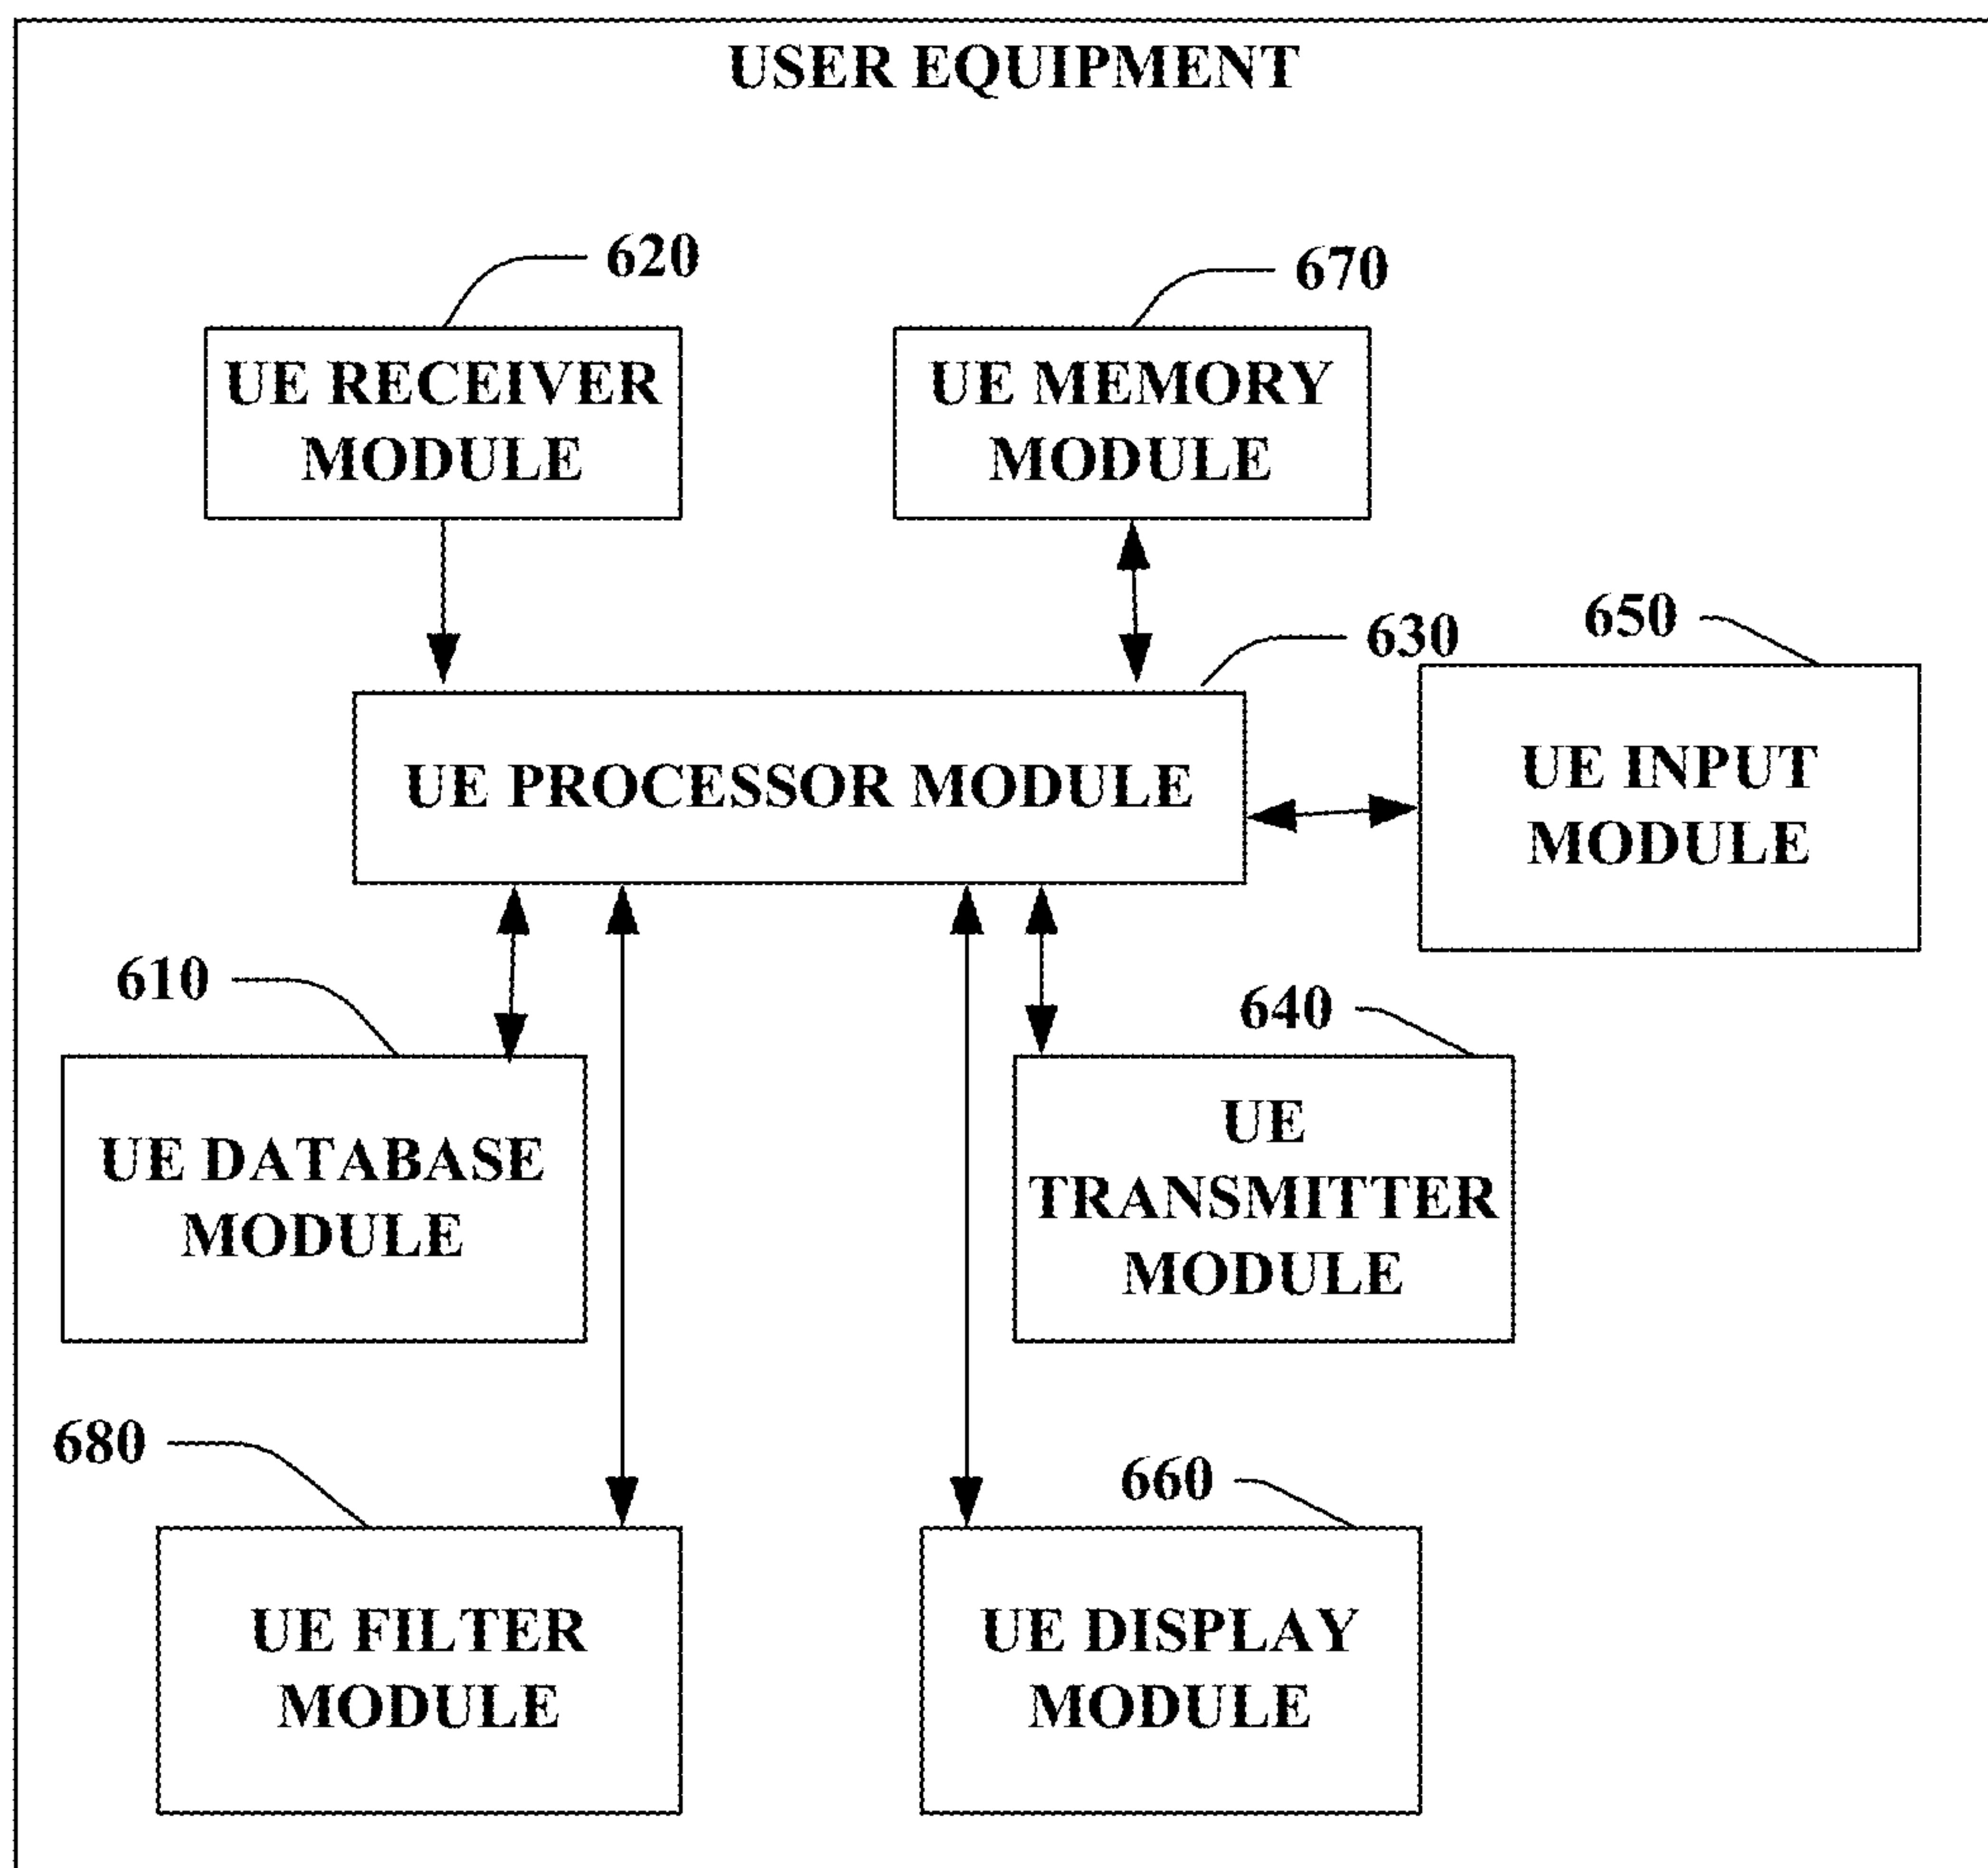 USER EQUIPMENT
620
670
UE RECEIVER
MODULE
UE MEMORY
MODULE
650
630
UE PROCESSOR MODULE
UE INPUT
MODULE
610
640
UE DATABASE
MODULE
UE
TRANSMITTER
MODULE
680
660
UE FILTER
MODULE
UE DISPLAY
MODULE